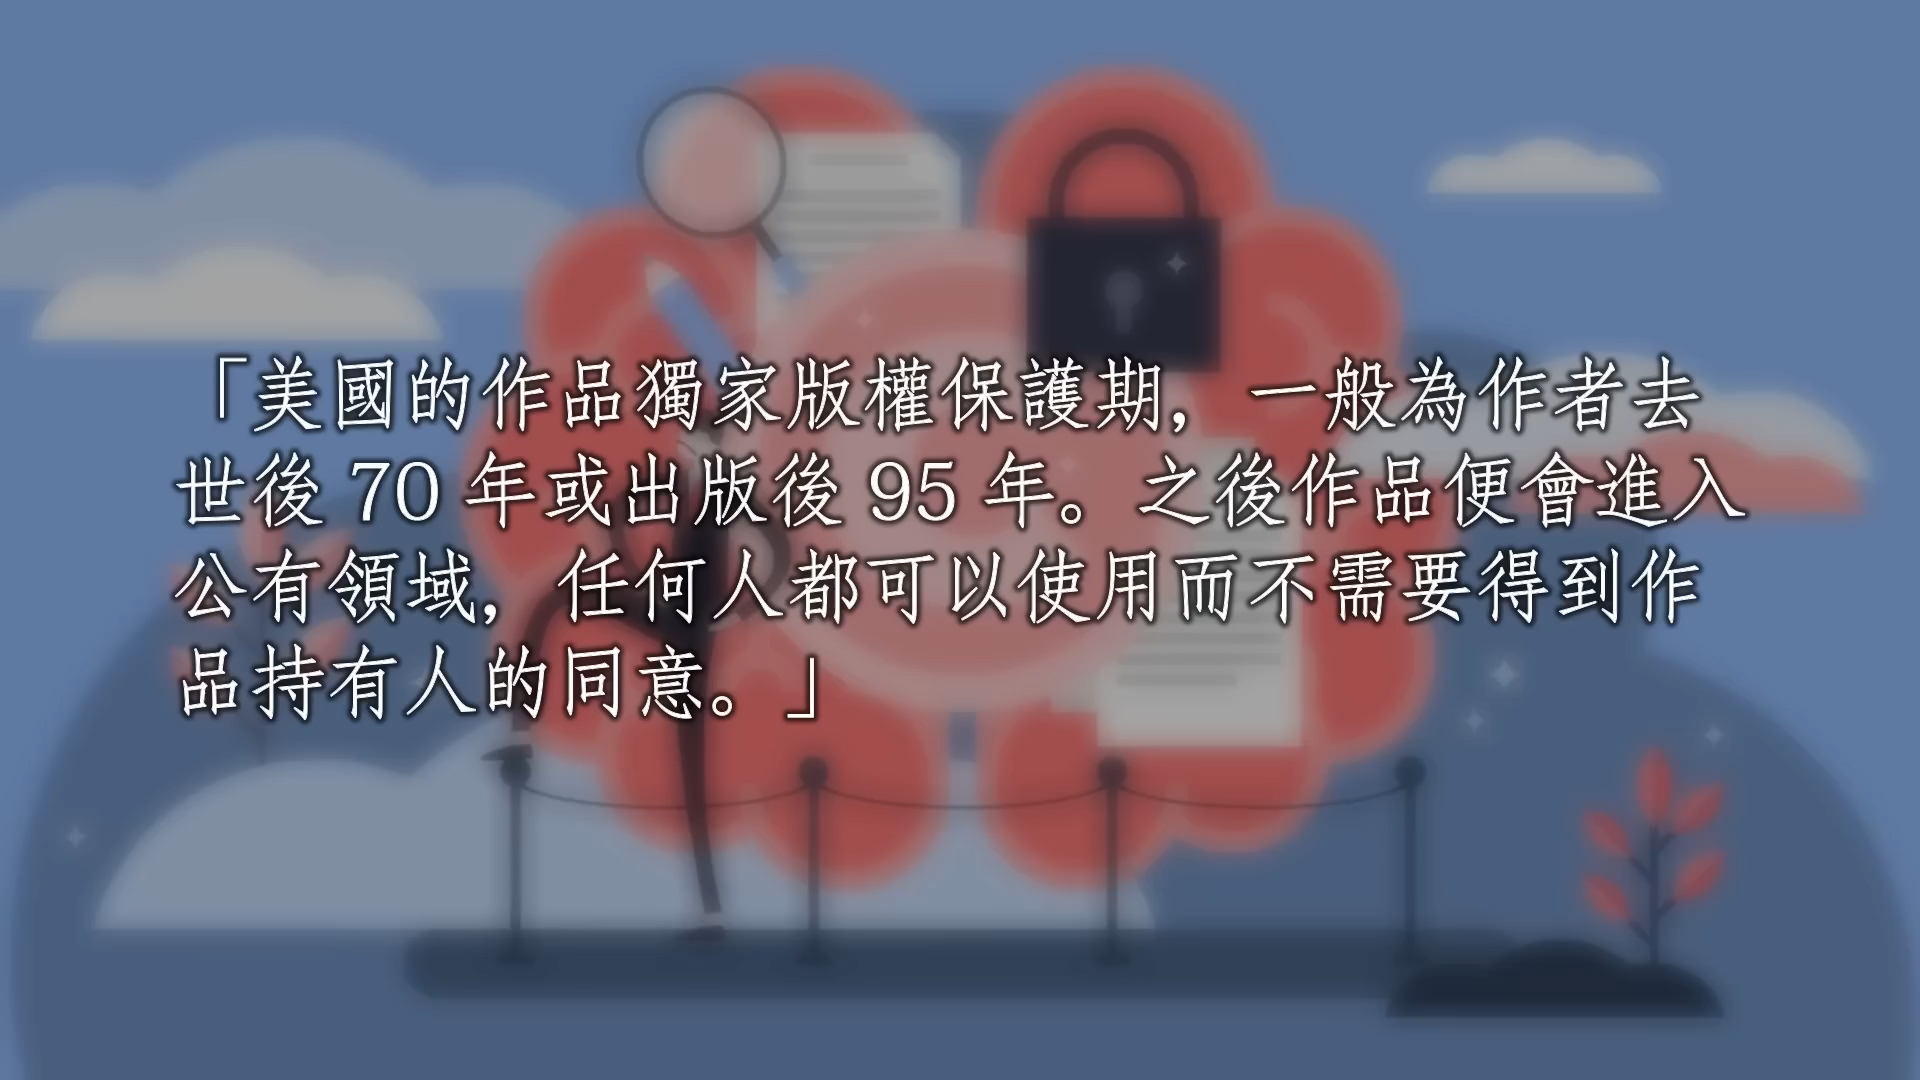 「美國的作品獨家版權保護期，一般為作者去
世後 70 年或出版後 95 年。之後作品便會進入
公有領域，任何人都可以使用而不需要得到作
品持有人的同意。」